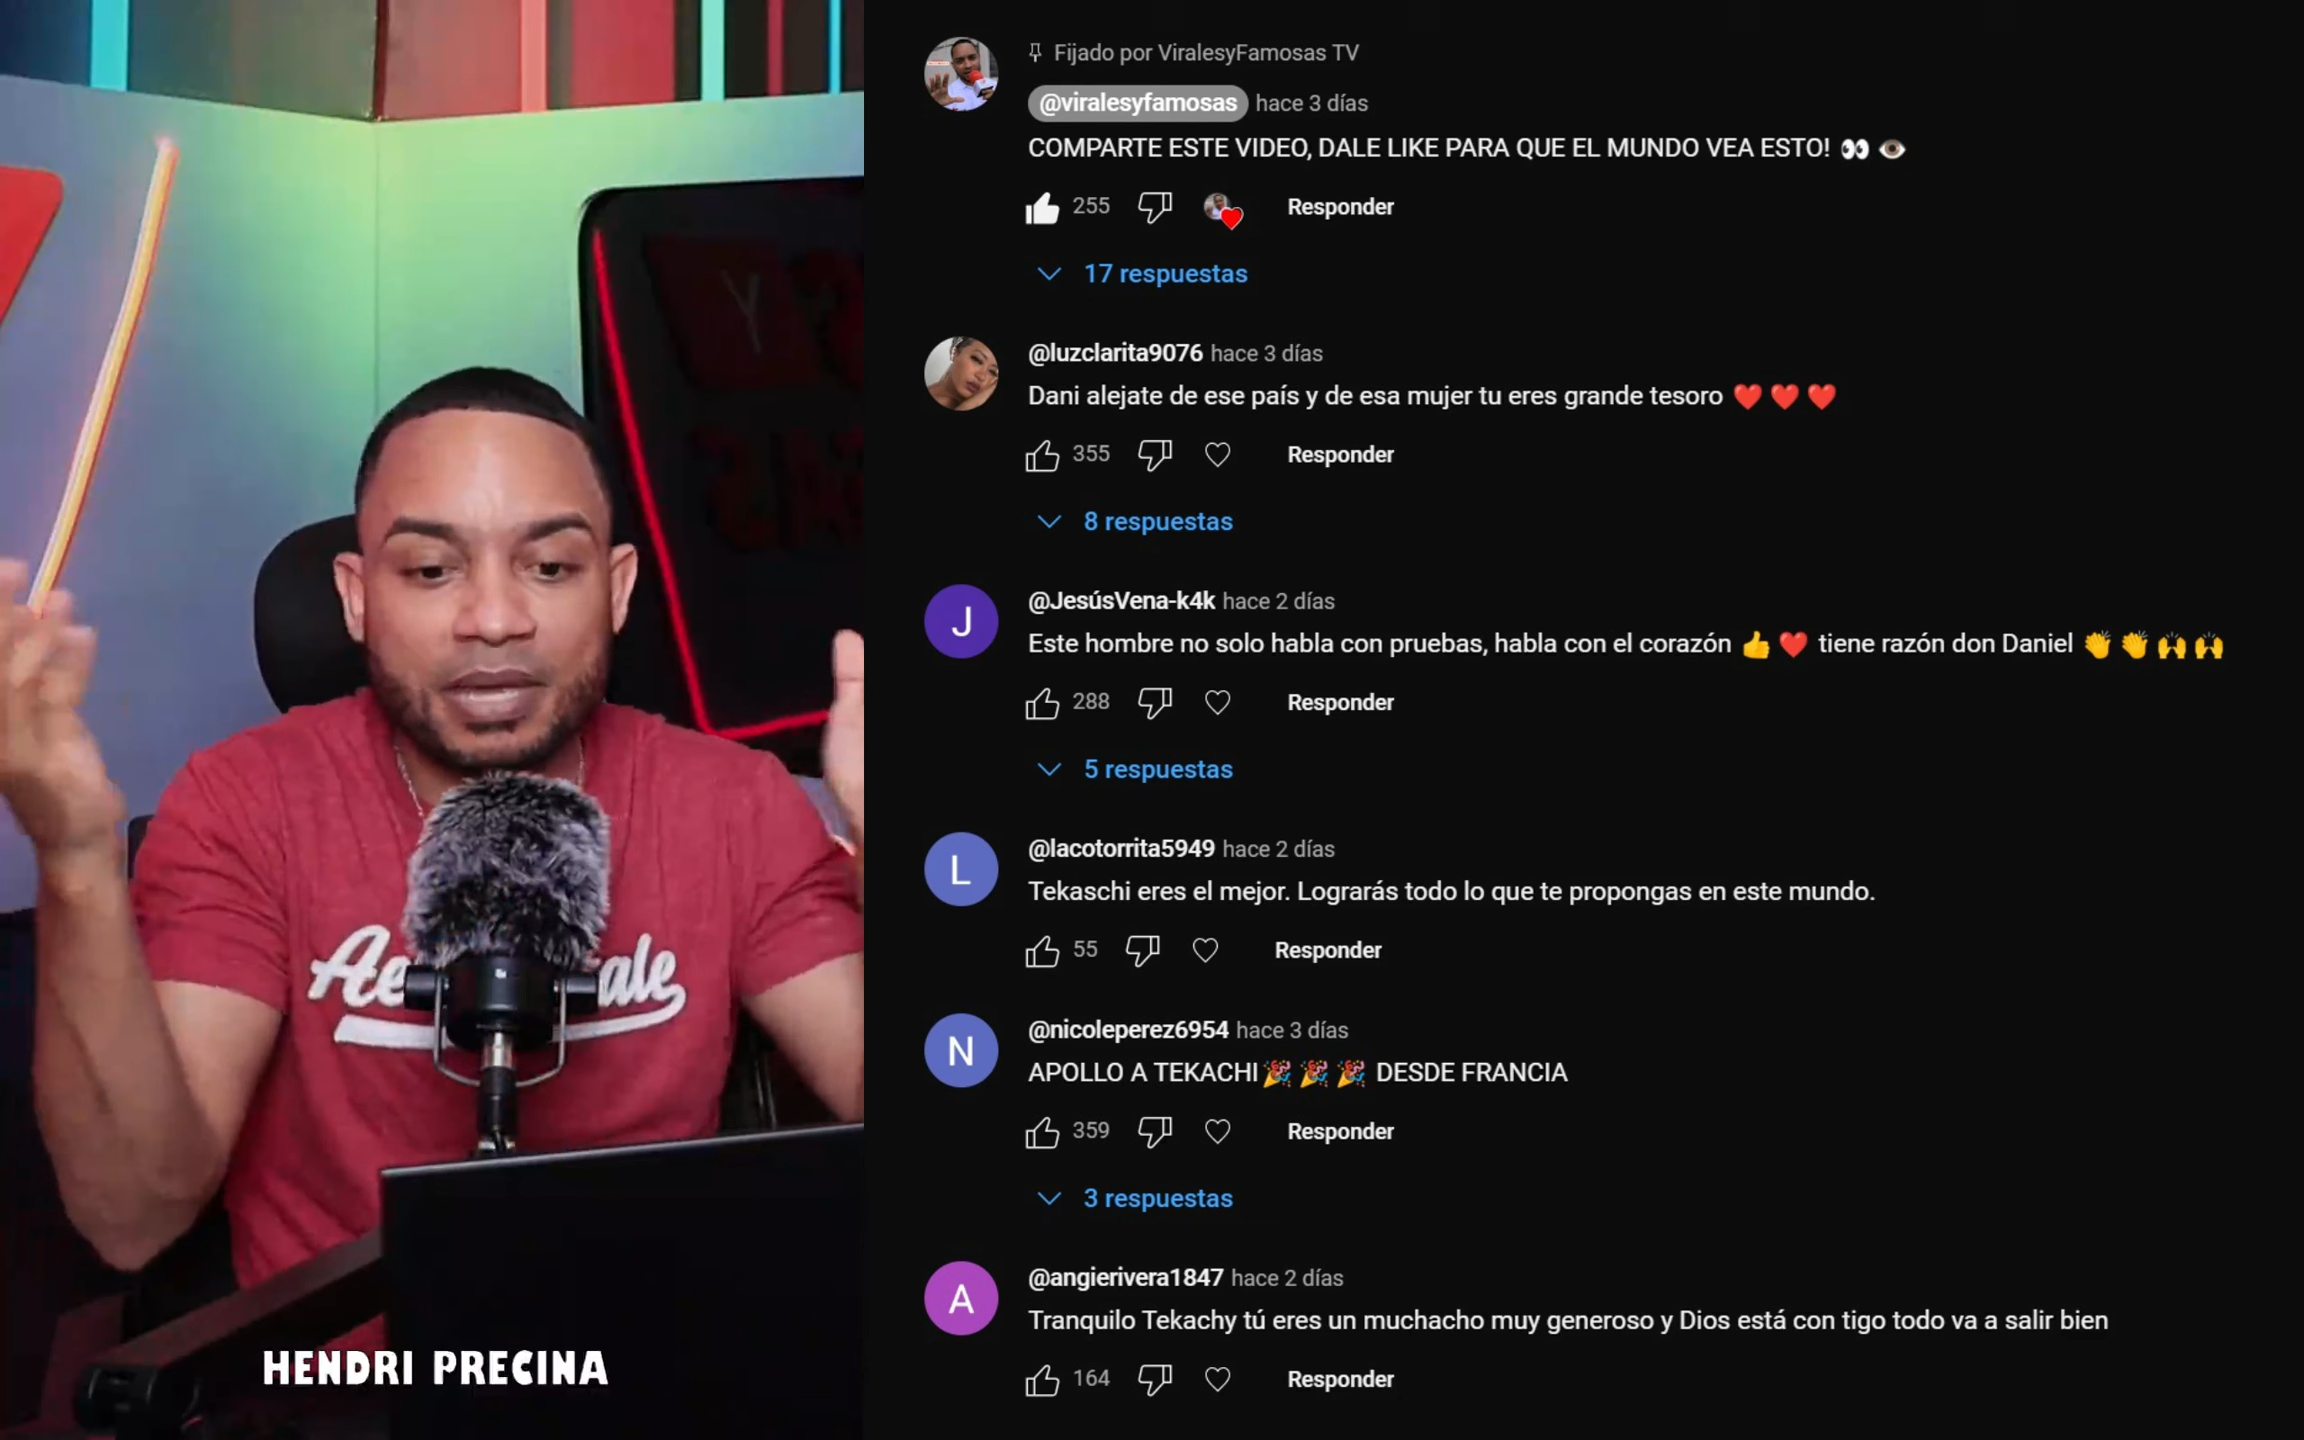 Fijado por ViralesyFamosas TV
@viralesyfamosas hace 3 días
COMPARTE ESTE VIDEO, DALE LIKE PARA QUE EL MUNDO VEA ESTO! 👀 👁️
255 Responder
17 respuestas
@luzclarita9076 hace 3 días
Dani alejate de ese país y de esa mujer tu eres grande tesoro ❤️ ❤️ ❤️
355 Responder
8 respuestas
J
@JesúsVena-k4k hace 2 días
Este hombre no solo habla con pruebas, habla con el corazón 👍 ❤️ tiene razón don Daniel 👏 👏 🙌 🙌
288 Responder
5 respuestas
L
@lacotorrita5949 hace 2 días
Tekaschi eres el mejor. Lograrás todo lo que te propongas en este mundo.
55 Responder
N
@nicoleperez6954 hace 3 días
APOLLO A TEKACHI🎉 🎉 🎉 DESDE FRANCIA
359 Responder
3 respuestas
A
@angierivera1847 hace 2 días
Tranquilo Tekachy tú eres un muchacho muy generoso y Dios está con tigo todo va a salir bien
164 Responder
HENDRI PRECINA